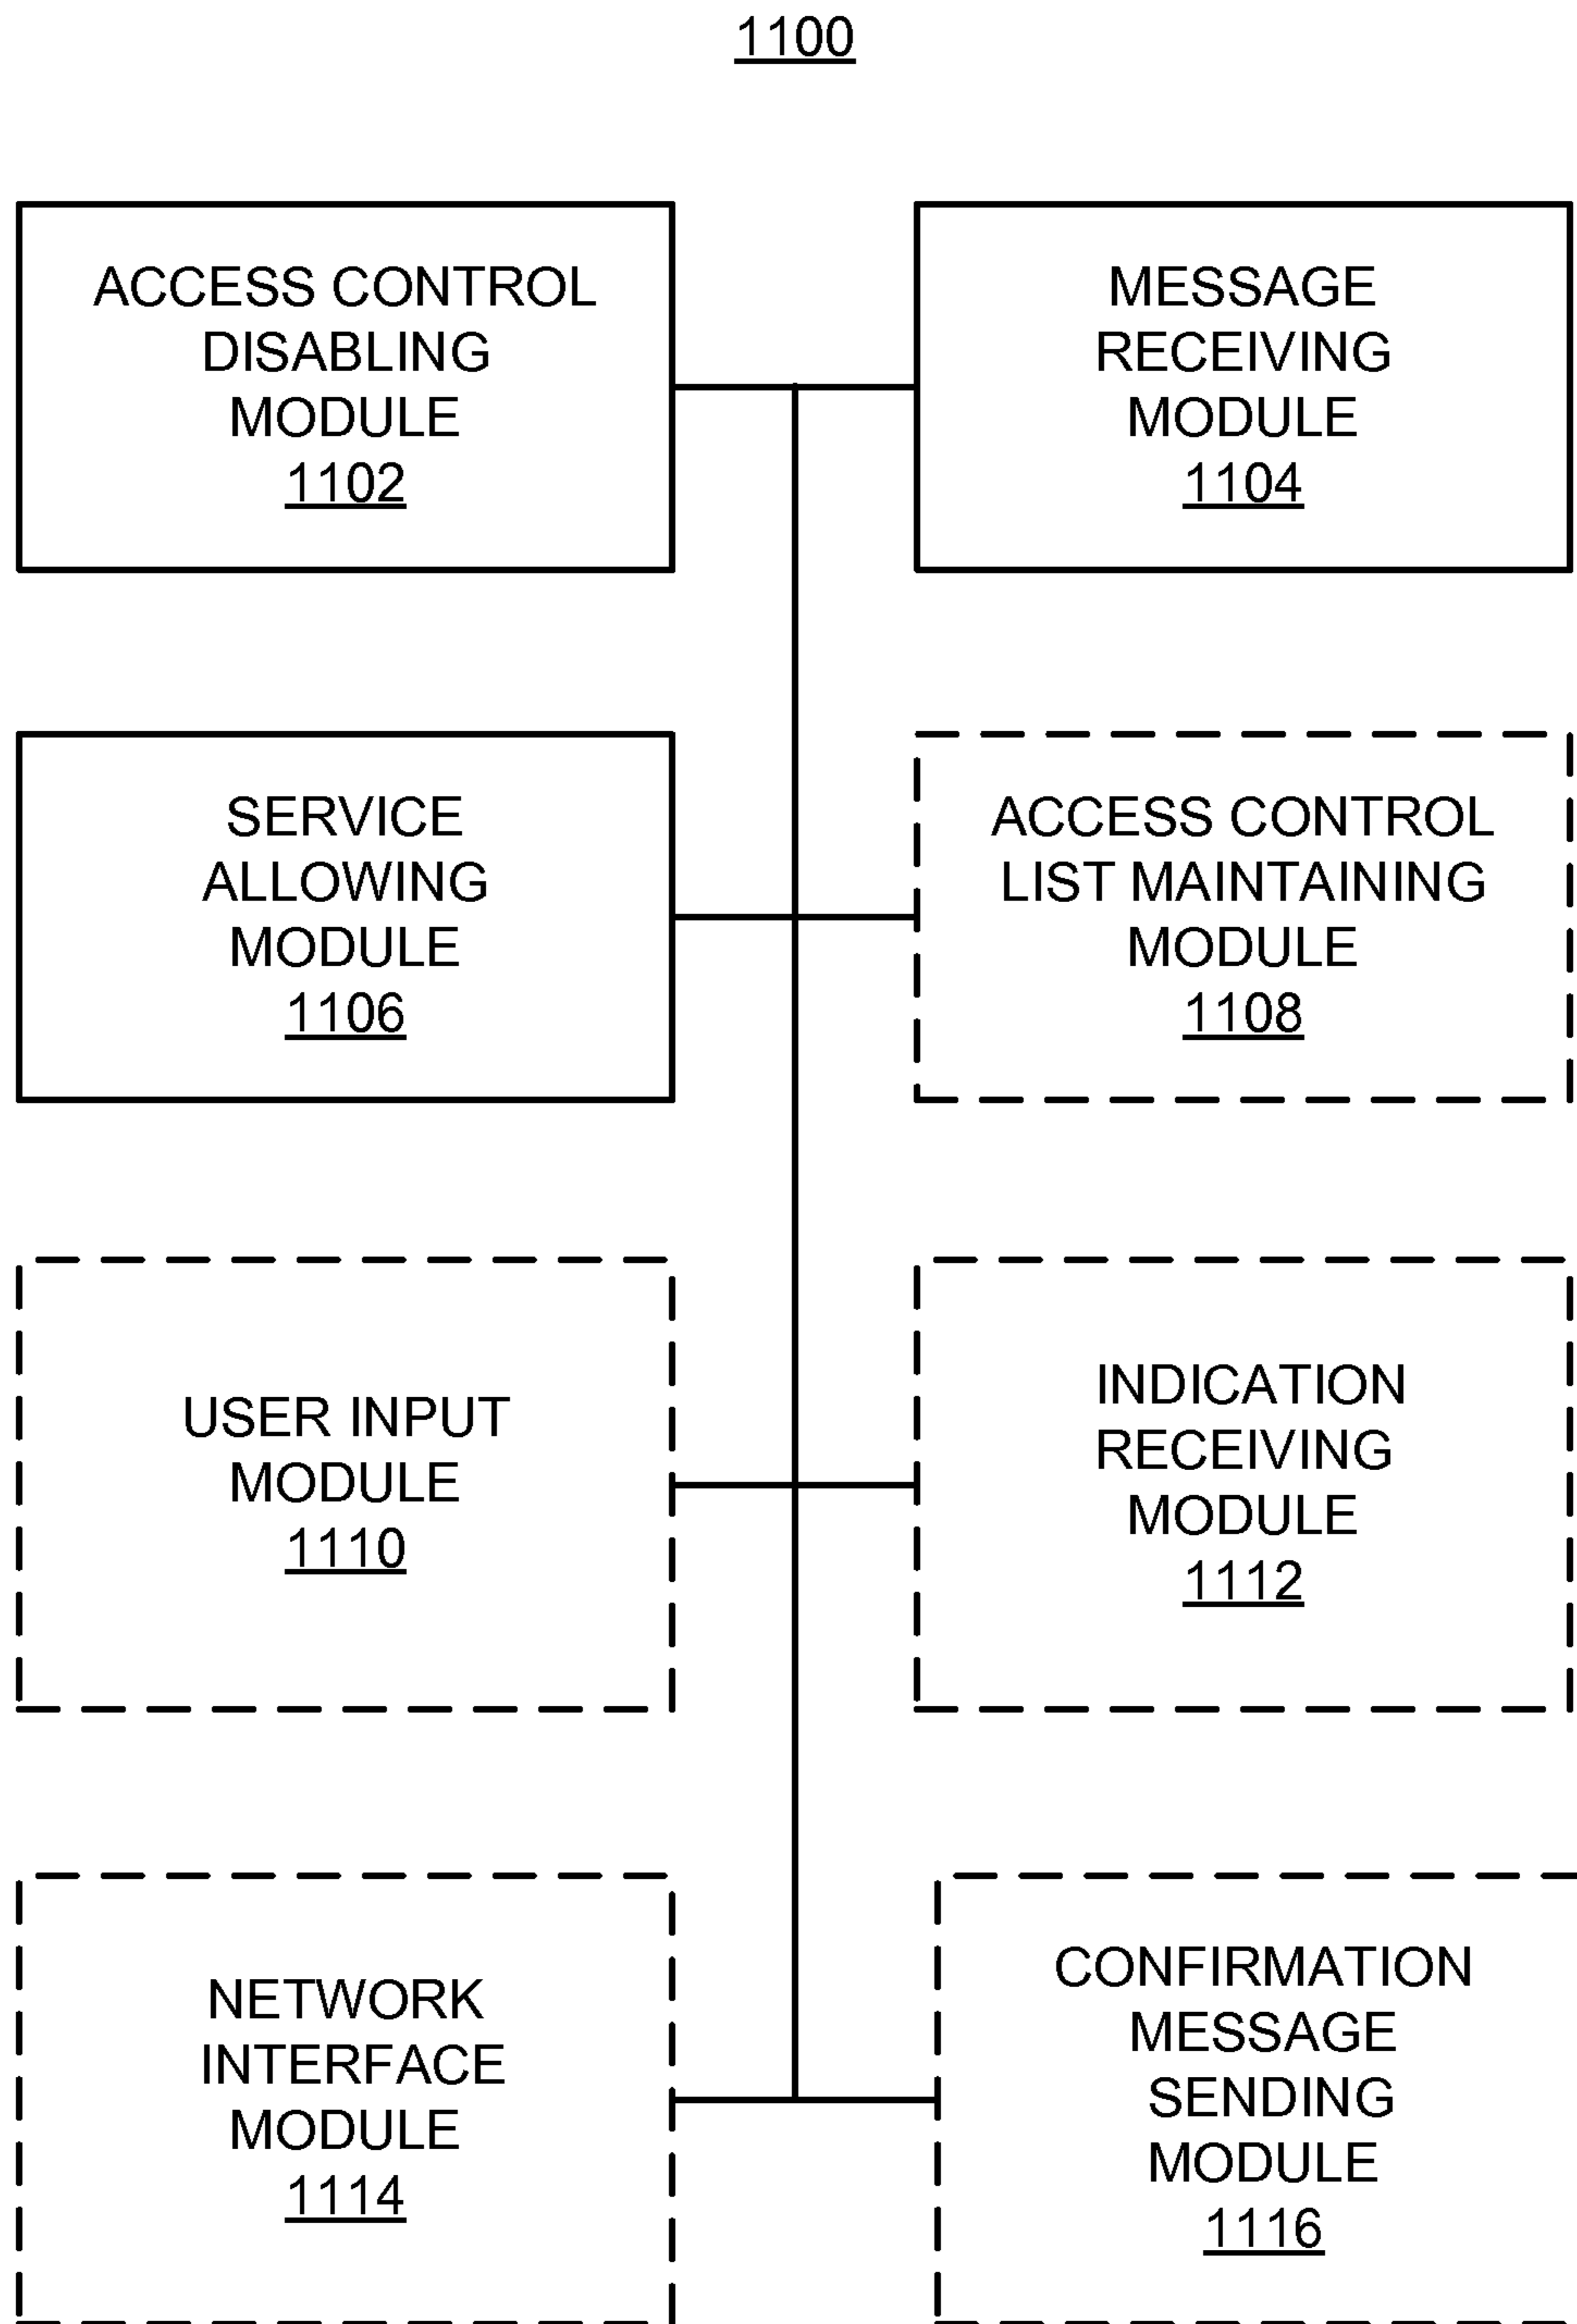 1100
ACCESS CONTROL
DISABLING
MODULE
1102
MESSAGE
RECEIVING
MODULE
1104
SERVICE
ALLOWING
MODULE
1106
ACCESS CONTROL
LIST MAINTAINING
MODULE
1108
USER INPUT
MODULE
1110
INDICATION
RECEIVING
MODULE
1112
NETWORK
INTERFACE
MODULE
1114
CONFIRMATION
MESSAGE
SENDING
MODULE
1116